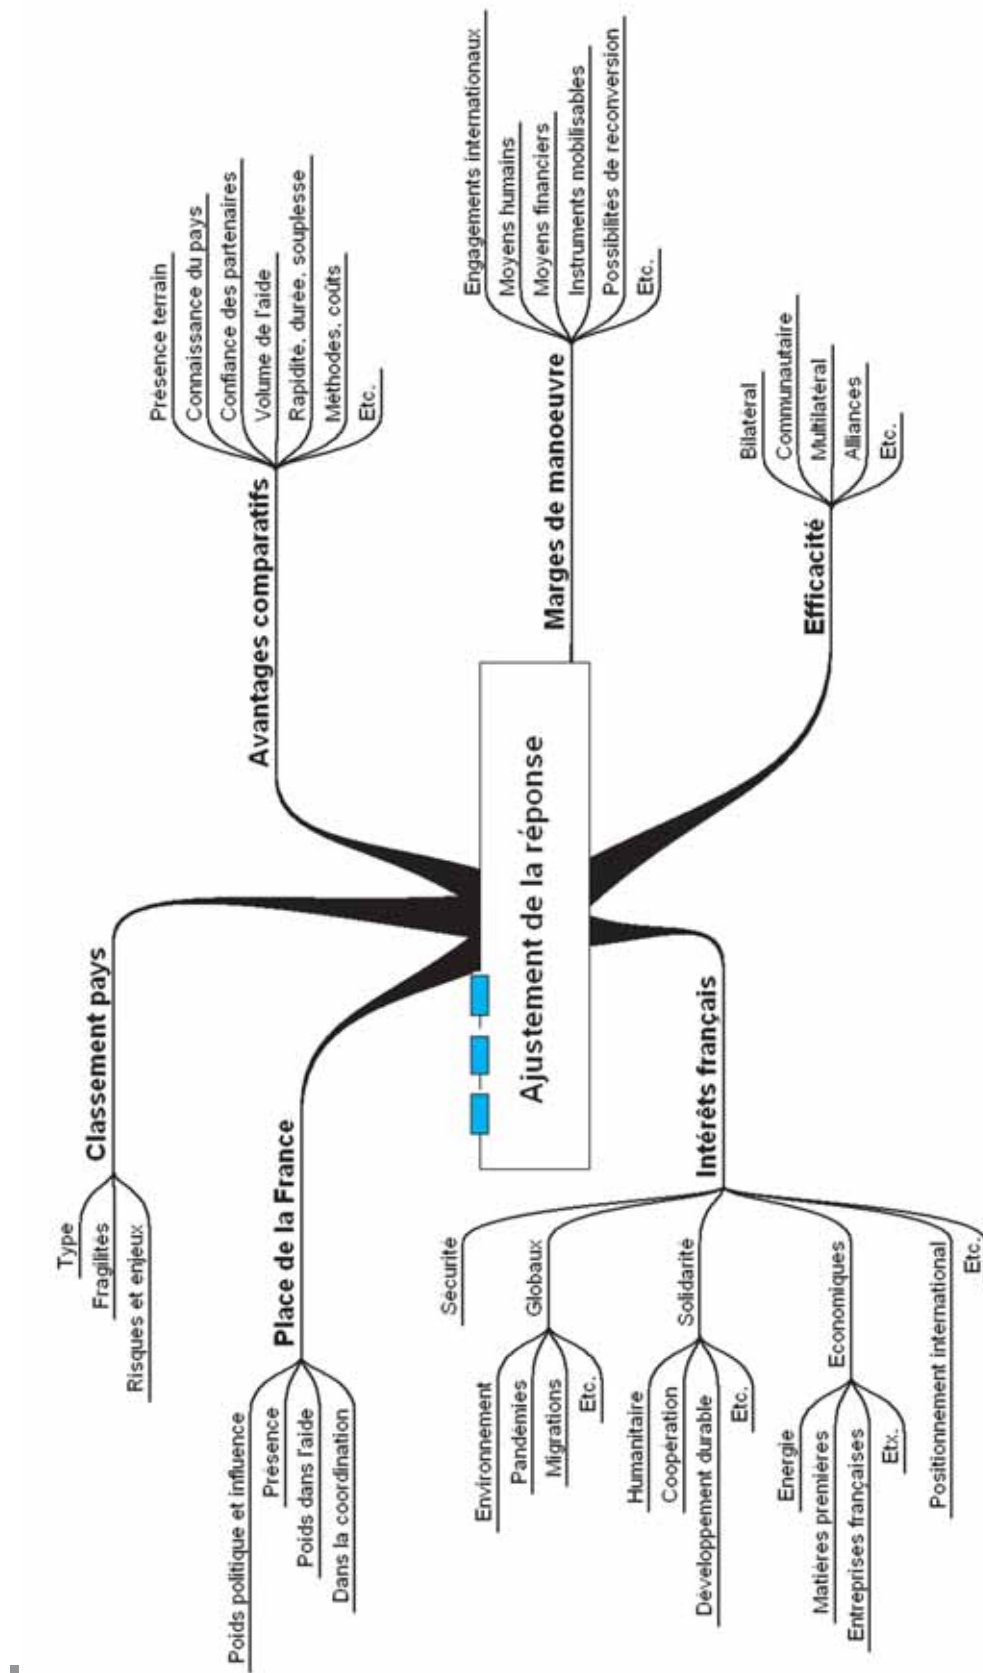 Classement pays
Type
Fragilités
Risques et enjeux
Place de la France
Poids politique et influence
Présence
Poids dans l'aide
Dans la coordination
Ajustement de la réponse
Intérêts français
Sécurité
Globaux
Environnement
Pandémies
Migrations
Etc.
Solidarité
Humanitaire
Coopération
Développement durable
Etc.
Economiques
Energie
Matières premières
Entreprises françaises
Etx.
Positionnement international
Etc.
Avantages comparatifs
Présence terrain
Connaissance du pays
Confiance des partenaires
Volume de l'aide
Rapidité, durée, souplesse
Méthodes, coûts
Etc.
Marges de manoeuvre
Engagements internationaux
Moyens humains
Moyens financiers
Instruments mobilisables
Possibilités de reconversion
Etc.
Efficacité
Bilatéral
Communautaire
Multilatéral
Alliances
Etc.